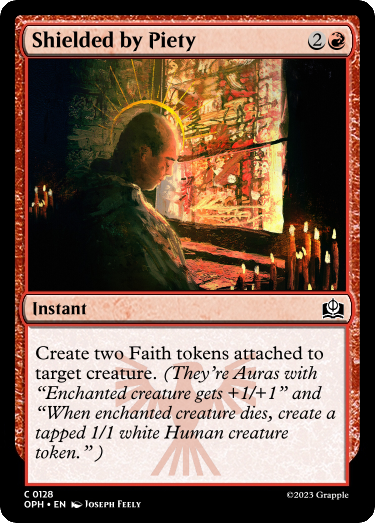 Shielded by Piety 2
Instant
Create two Faith tokens attached to
target creature. (They’re Auras with
“Enchanted creature gets +1/+1” and
“When enchanted creature dies, create a
tapped 1/1 white Human creature
token.” )
C 0128
OPH • EN Joseph Feely
©2023 Grapple